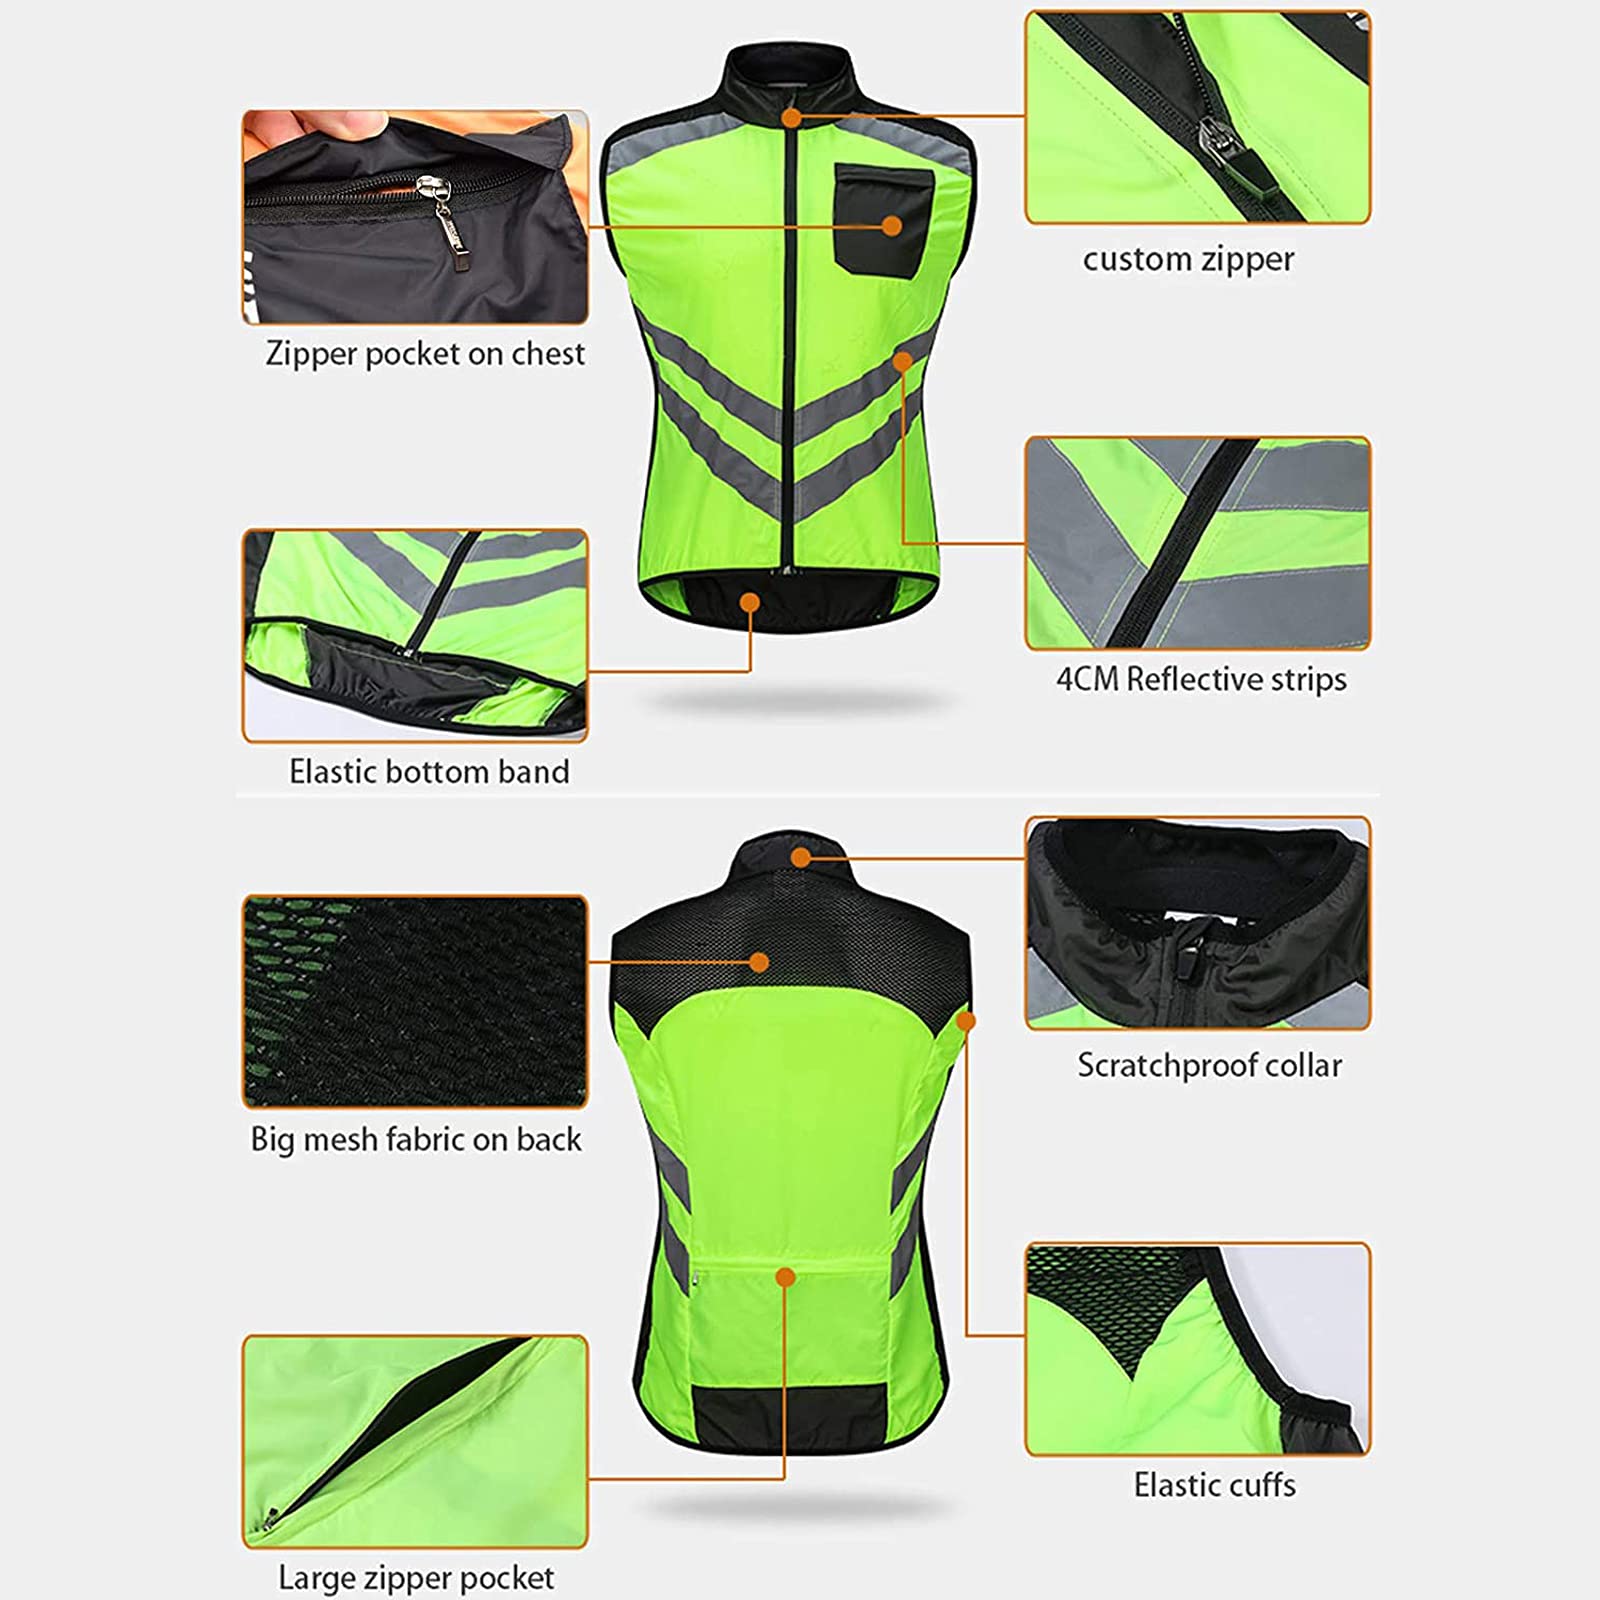 custom zipper
Zipper pocket on chest
4CM Reflective strips
Elastic bottom band
Scratchproof collar
Big mesh fabric on back
Elastic cuffs
Large zipper pocket